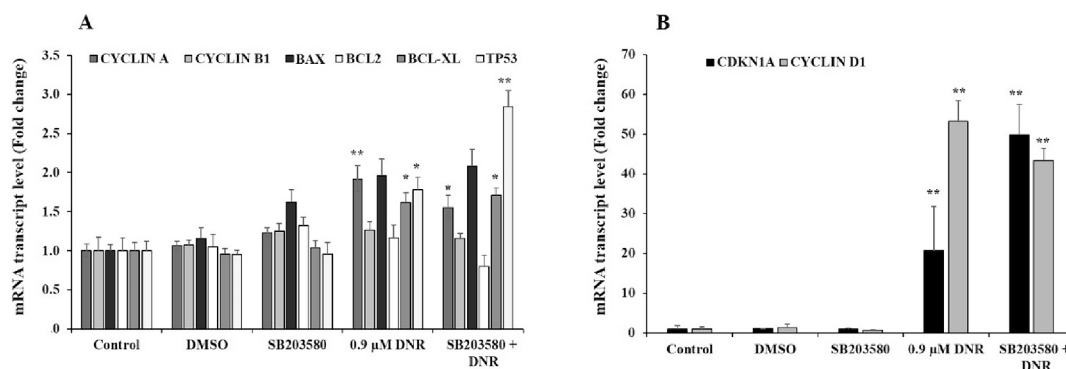 A
mRNA transcript level (Fold change)
CYCLIN A CYCLIN B1 BAX BCL2 BCL-XL TP53
3.5
3.0
2.5
2.0
1.5
1.0
0.5
.0
** * * * * **
Control DMSO SB203580 0.9 µM DNR SB203580 + DNR
B
mRNA transcript level (Fold change)
CDKN1A CYCLIN D1
70
60
50
40
30
20
10
0
** ** ** **
Control DMSO SB203580 0.9 µM DNR SB203580 + DNR